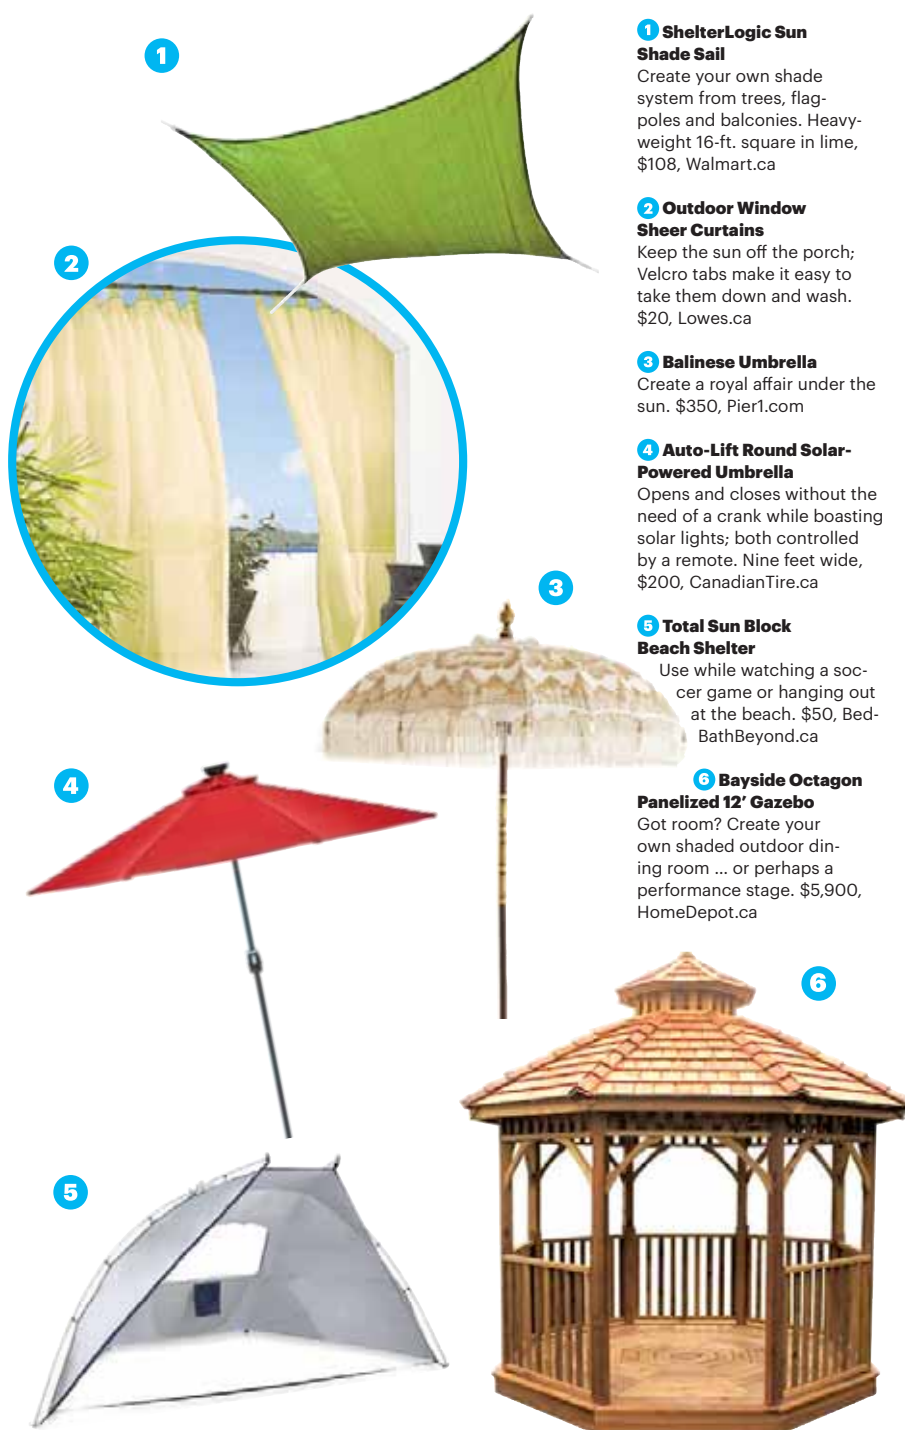 1
1 ShelterLogic Sun
Shade Sail
Create your own shade
system from trees, flag-
poles and balconies. Heavy-
weight 16-ft. square in lime,
$108, Walmart.ca
2
2 Outdoor Window
Sheer Curtains
Keep the sun off the porch;
Velcro tabs make it easy to
take them down and wash.
$20, Lowes.ca
3 Balinese Umbrella
Create a royal affair under the
sun. $350, Pier1.com
4 Auto-Lift Round Solar-
Powered Umbrella
Opens and closes without the
need of a crank while boasting
solar lights; both controlled
by a remote. Nine feet wide,
$200, CanadianTire.ca
3
5 Total Sun Block
Beach Shelter
Use while watching a soc-
cer game or hanging out
at the beach. $50, Bed-
BathBeyond.ca
4
6 Bayside Octagon
Panelized 12’ Gazebo
Got room? Create your
own shaded outdoor din-
ing room ... or perhaps a
performance stage. $5,900,
HomeDepot.ca
6
5